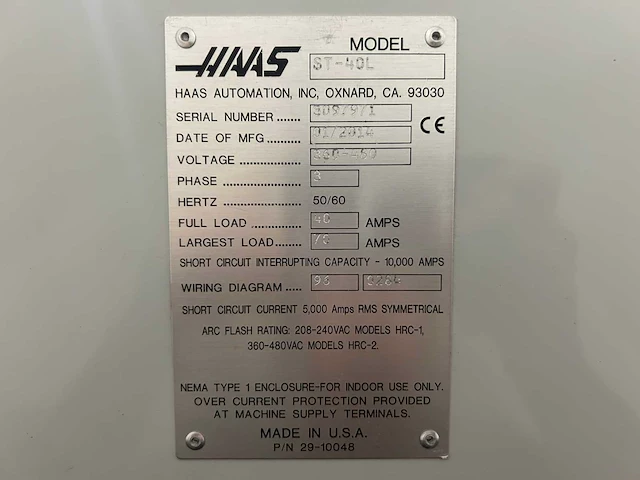 HAAS MODEL ST-40L
HAAS AUTOMATION, INC, OXNARD, CA. 93030
SERIAL NUMBER .......
DATE OF MFG .......... 01/2014 CE
VOLTAGE ..................
PHASE ...................... 3
HERTZ ...................... 50/60
FULL LOAD .............. 40 AMPS
LARGEST LOAD....... AMPS
SHORT CIRCUIT INTERRUPTING CAPACITY - 10,000 AMPS
WIRING DIAGRAM ..... 96
SHORT CIRCUIT CURRENT 5,000 Amps RMS SYMMETRICAL
ARC FLASH RATING: 208-240VAC MODELS HRC-1,
360-480VAC MODELS HRC-2.
NEMA TYPE 1 ENCLOSURE-FOR INDOOR USE ONLY.
OVER CURRENT PROTECTION PROVIDED
AT MACHINE SUPPLY TERMINALS.
MADE IN U.S.A.
P/N 29-10048